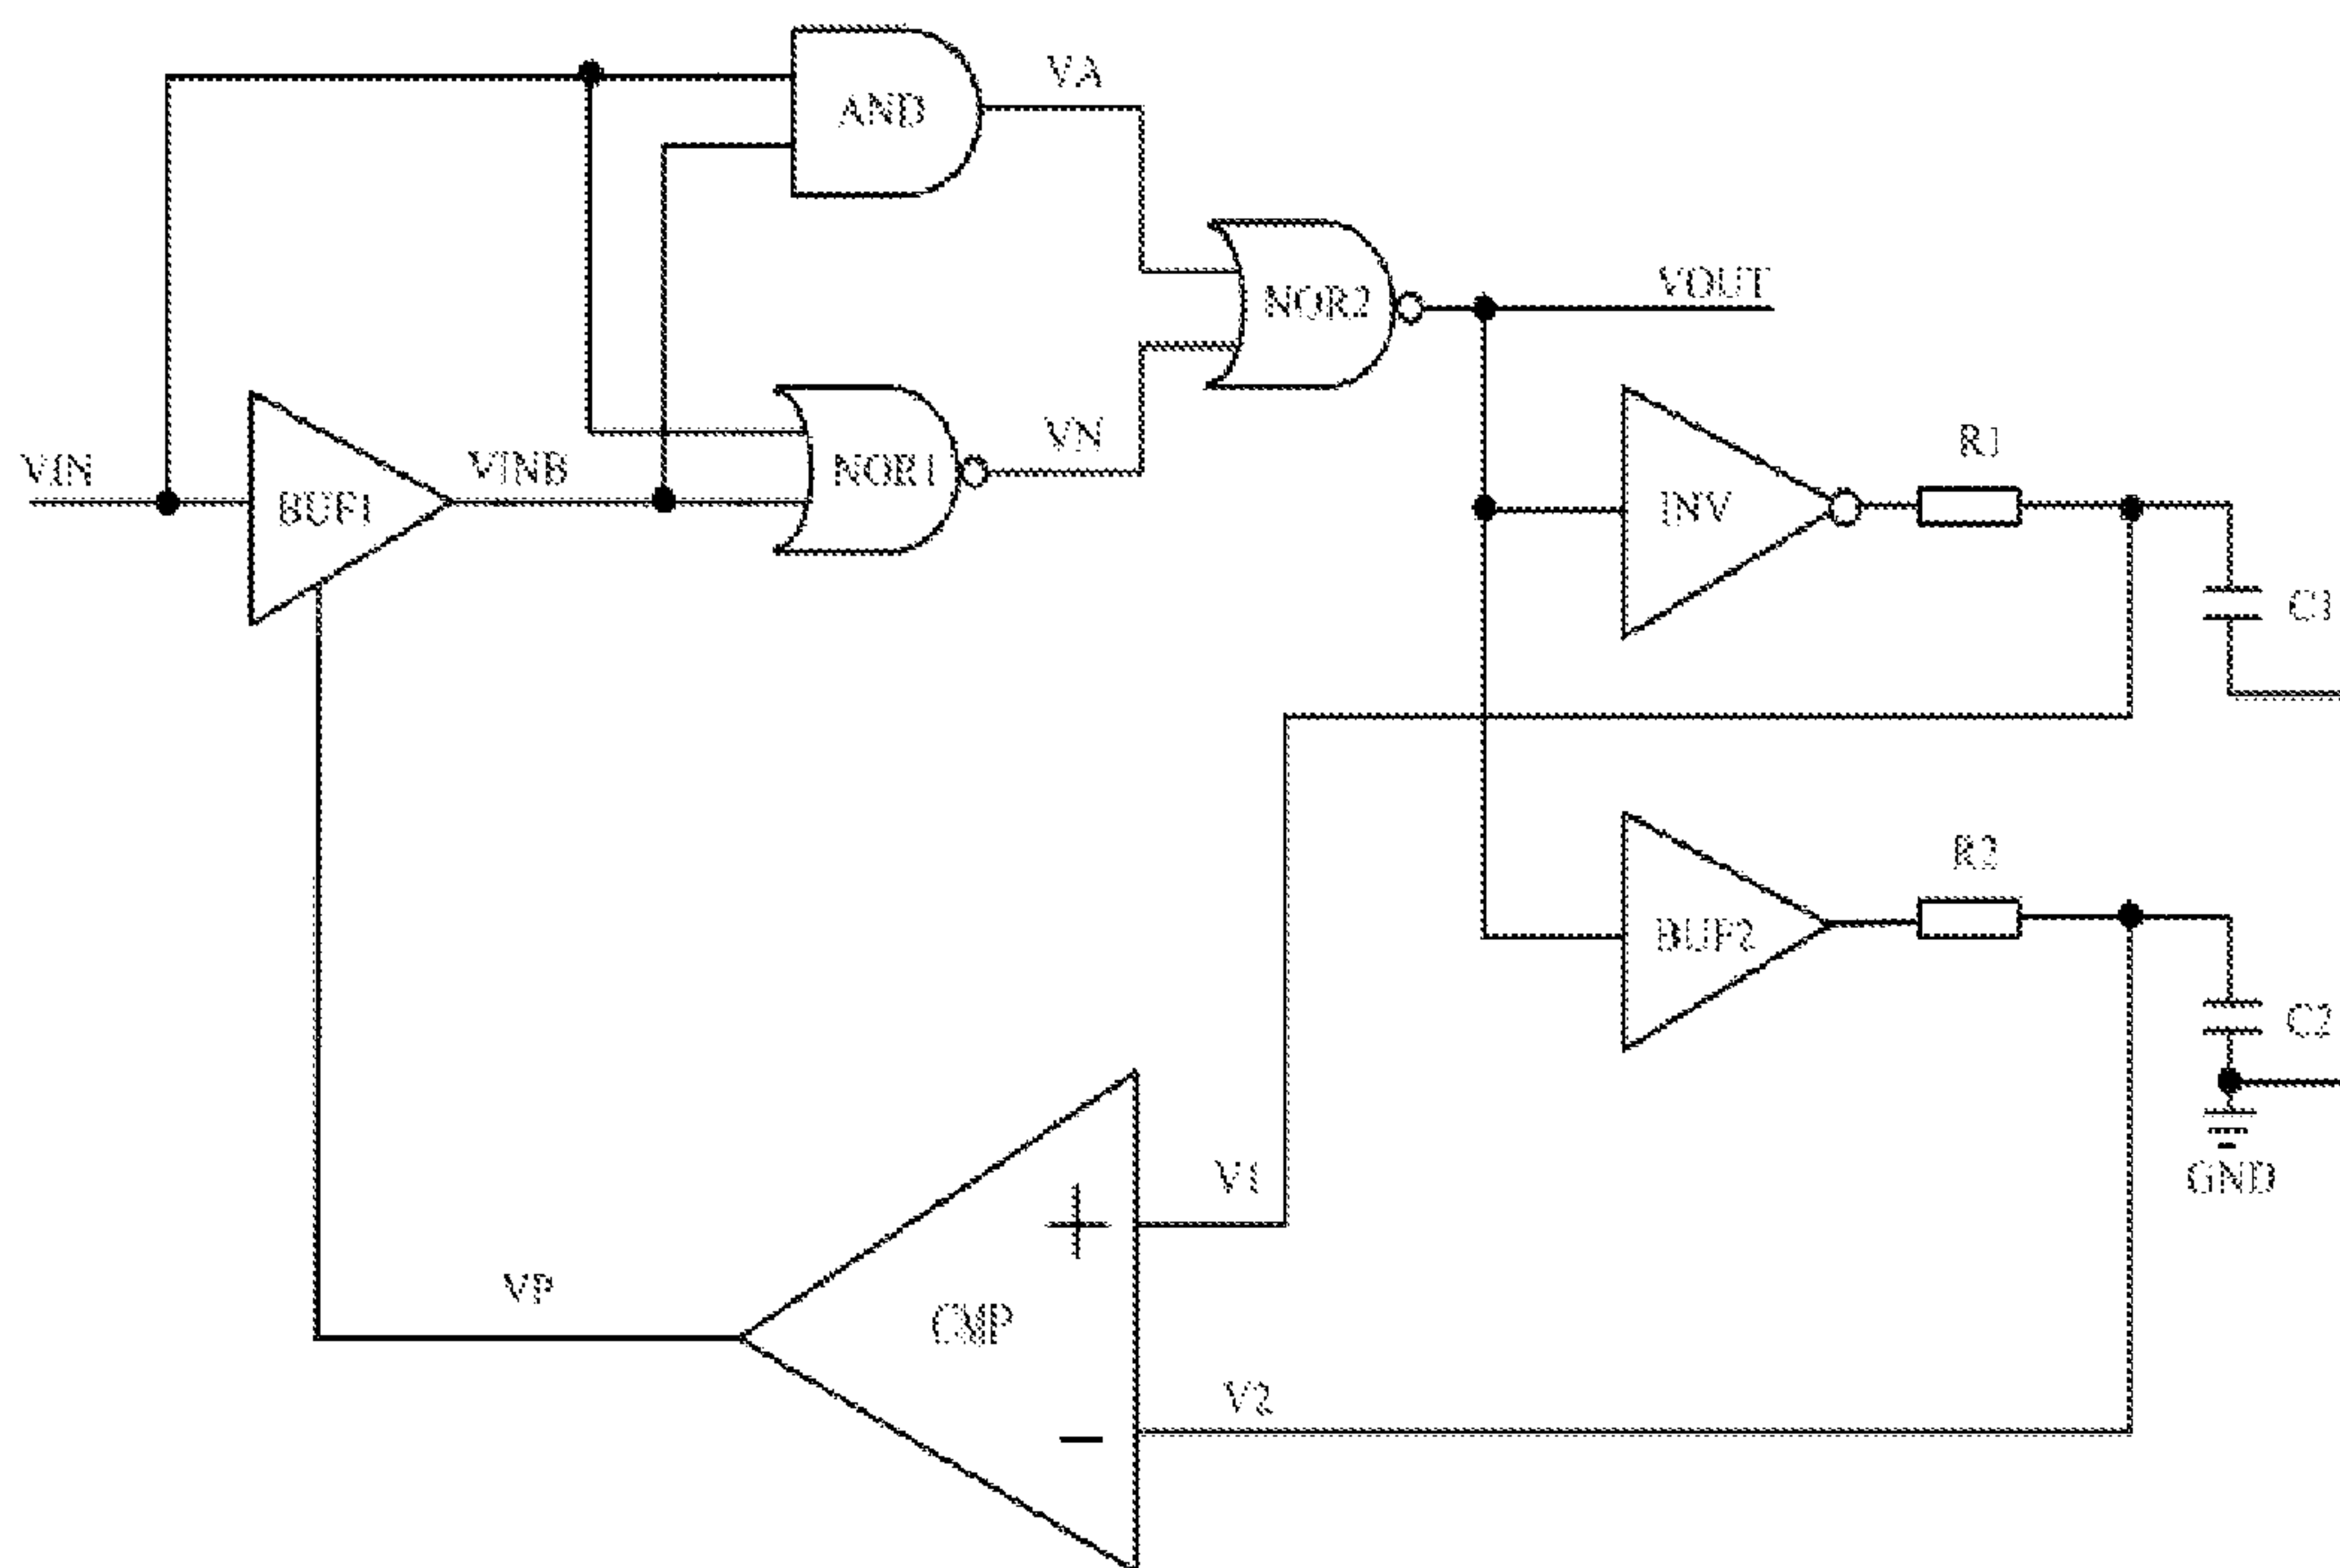 VA
AND
VOUT
NOR2
VIN
BUF1
VINB
NOR1
VN
INV
R1
C1
BUF2
R2
C2
GND
V1
+
VP
CMP
V2
−